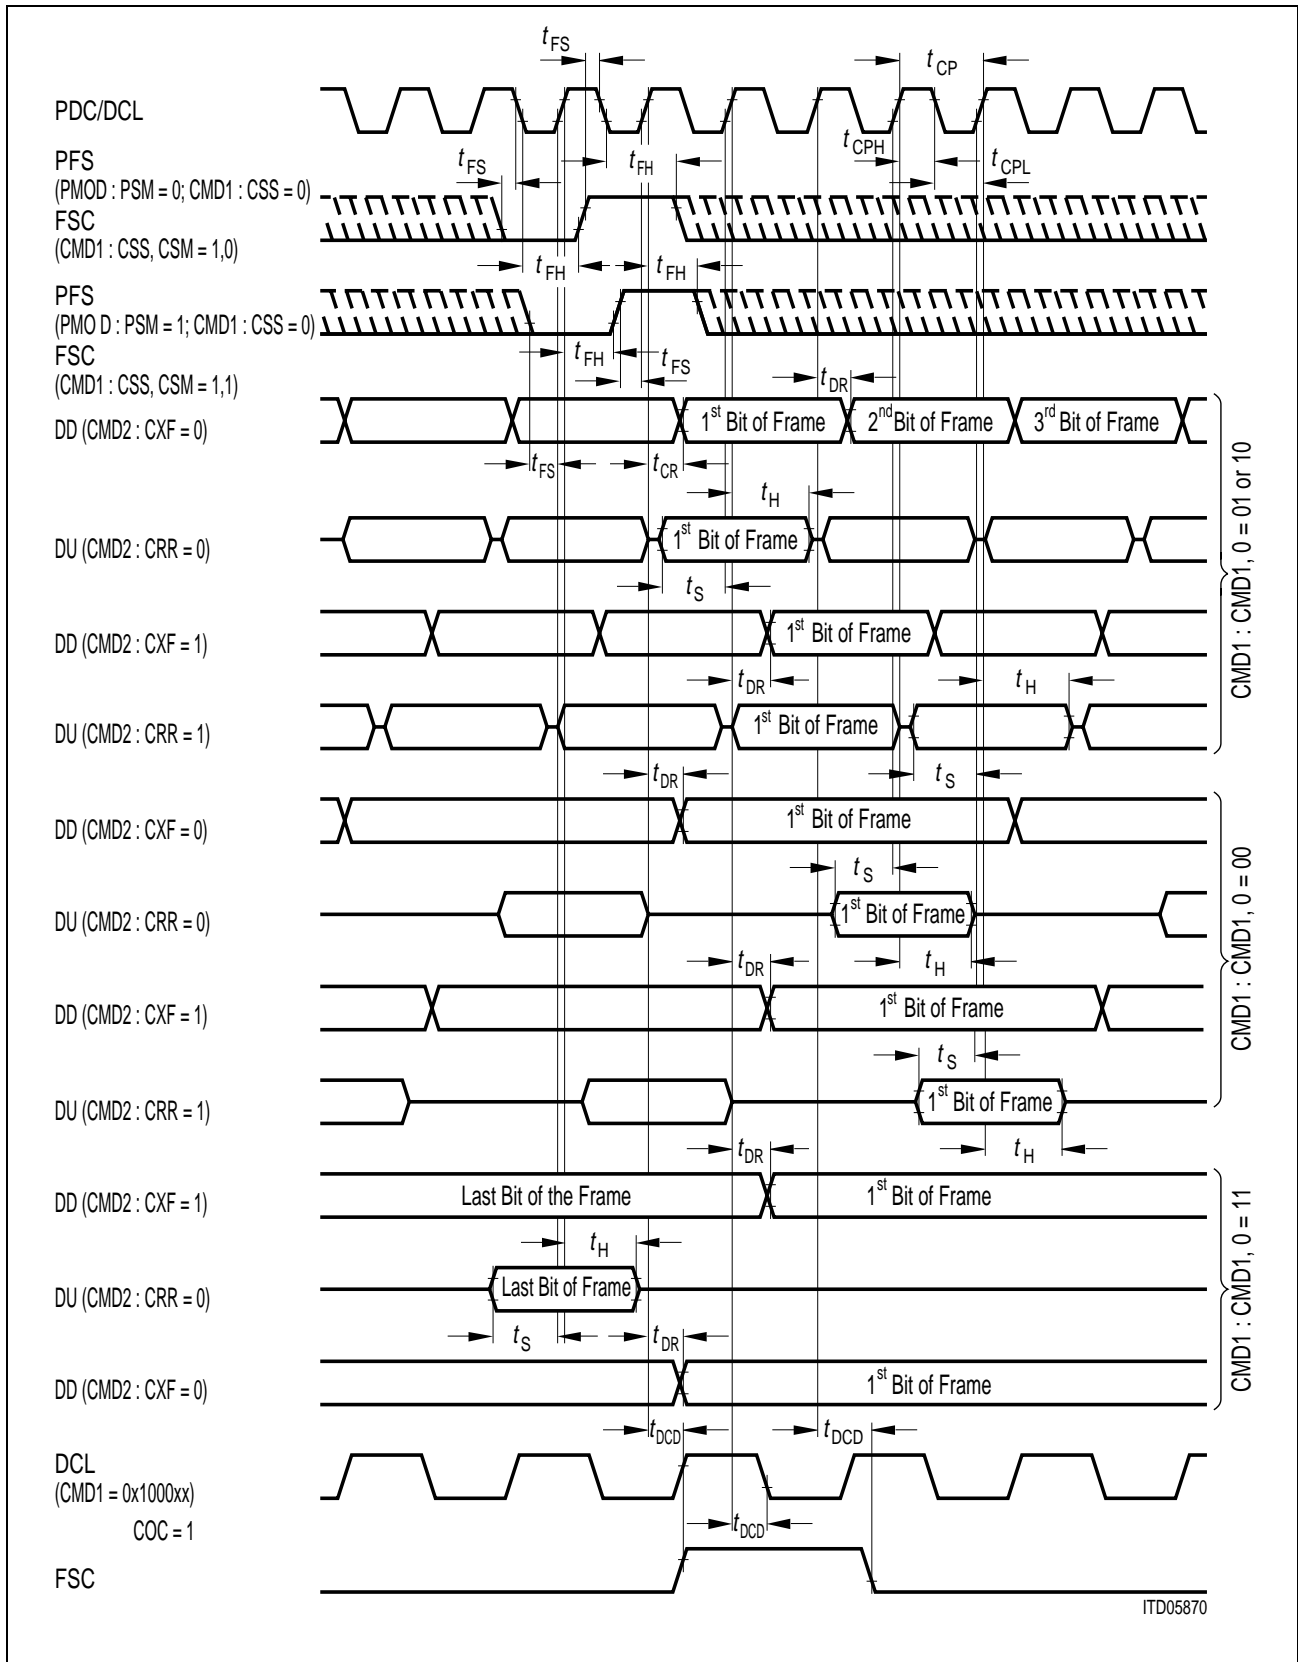 tFS
tCP
PDC/DCL
tCPH
PFS
tFS
tFH
tCPL
(PMOD : PSM = 0; CMD1 : CSS = 0)
FSC
(CMD1 : CSS, CSM = 1,0)
tFH
tFH
PFS
(PMO D : PSM = 1; CMD1 : CSS = 0)
FSC
tFH
tFS
(CMD1 : CSS, CSM = 1,1)
tDR
DD (CMD2 : CXF = 0)
1st Bit of Frame
2nd Bit of Frame
3rd Bit of Frame
tFS
tCR
tH
DU (CMD2 : CRR = 0)
1st Bit of Frame
tS
CMD1 : CMD1, 0 = 01 or 10
DD (CMD2 : CXF = 1)
1st Bit of Frame
tDR
tH
DU (CMD2 : CRR = 1)
1st Bit of Frame
tDR
tS
DD (CMD2 : CXF = 0)
1st Bit of Frame
tS
DU (CMD2 : CRR = 0)
1st Bit of Frame
tDR
tH
CMD1 : CMD1, 0 = 00
DD (CMD2 : CXF = 1)
1st Bit of Frame
tS
DU (CMD2 : CRR = 1)
1st Bit of Frame
tDR
tH
DD (CMD2 : CXF = 1)
Last Bit of the Frame
1st Bit of Frame
tH
DU (CMD2 : CRR = 0)
Last Bit of Frame
tS
tDR
CMD1 : CMD1, 0 = 11
DD (CMD2 : CXF = 0)
1st Bit of Frame
tDCD
tDCD
DCL
(CMD1 = 0x1000xx)
COC = 1
tDCD
FSC
ITD05870